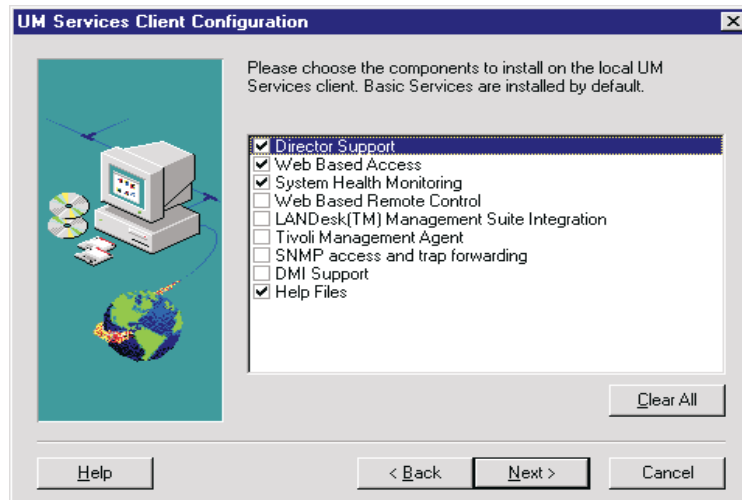 UM Services Client Configuration
Please choose the components to install on the local UM
Services client. Basic Services are installed by default.
Director Support
Web Based Access
System Health Monitoring
Web Based Remote Control
LANDesk(TM) Management Suite Integration
Tivoli Management Agent
SNMP access and trap forwarding
DMI Support
Help Files
Clear All
Help
< Back
Next >
Cancel